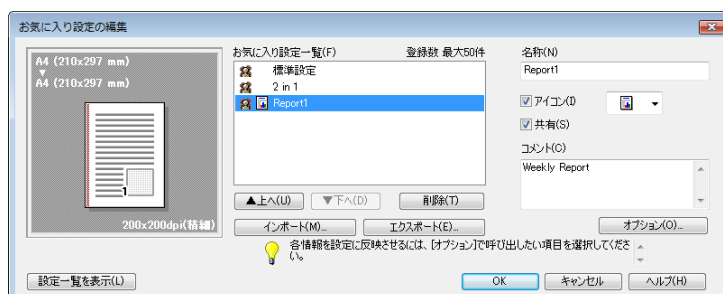 お気に入り設定の編集
A4 (210x297 mm)
A4 (210x297 mm)
1
200x200dpi(精細)
お気に入り設定一覧(F) 登録数 最大50件
標準設定
2 in 1
Report1
▲上へ(U) ▼下へ(D) 削除(T)
インポート(M)... エクスポート(E)...
名称(N)
Report1
アイコン(I)
共有(S)
コメント(C)
Weekly Report
オプション(O)...
各情報を設定に反映させるには、[オプション]で呼び出したい項目を選択してくださ
い。
設定一覧を表示(L) OK キャンセル ヘルプ(H)